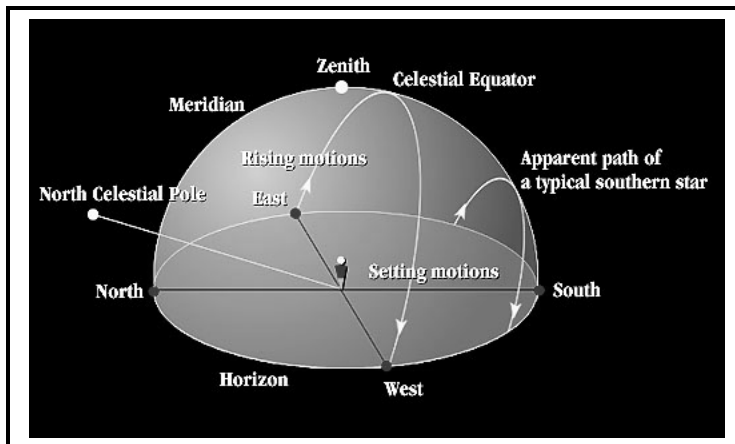 Zenith
Celestial Equator
Meridian
Rising motions
Apparent path of
a typical southern star
North Celestial Pole
East
Setting motions
North
South
Horizon
West